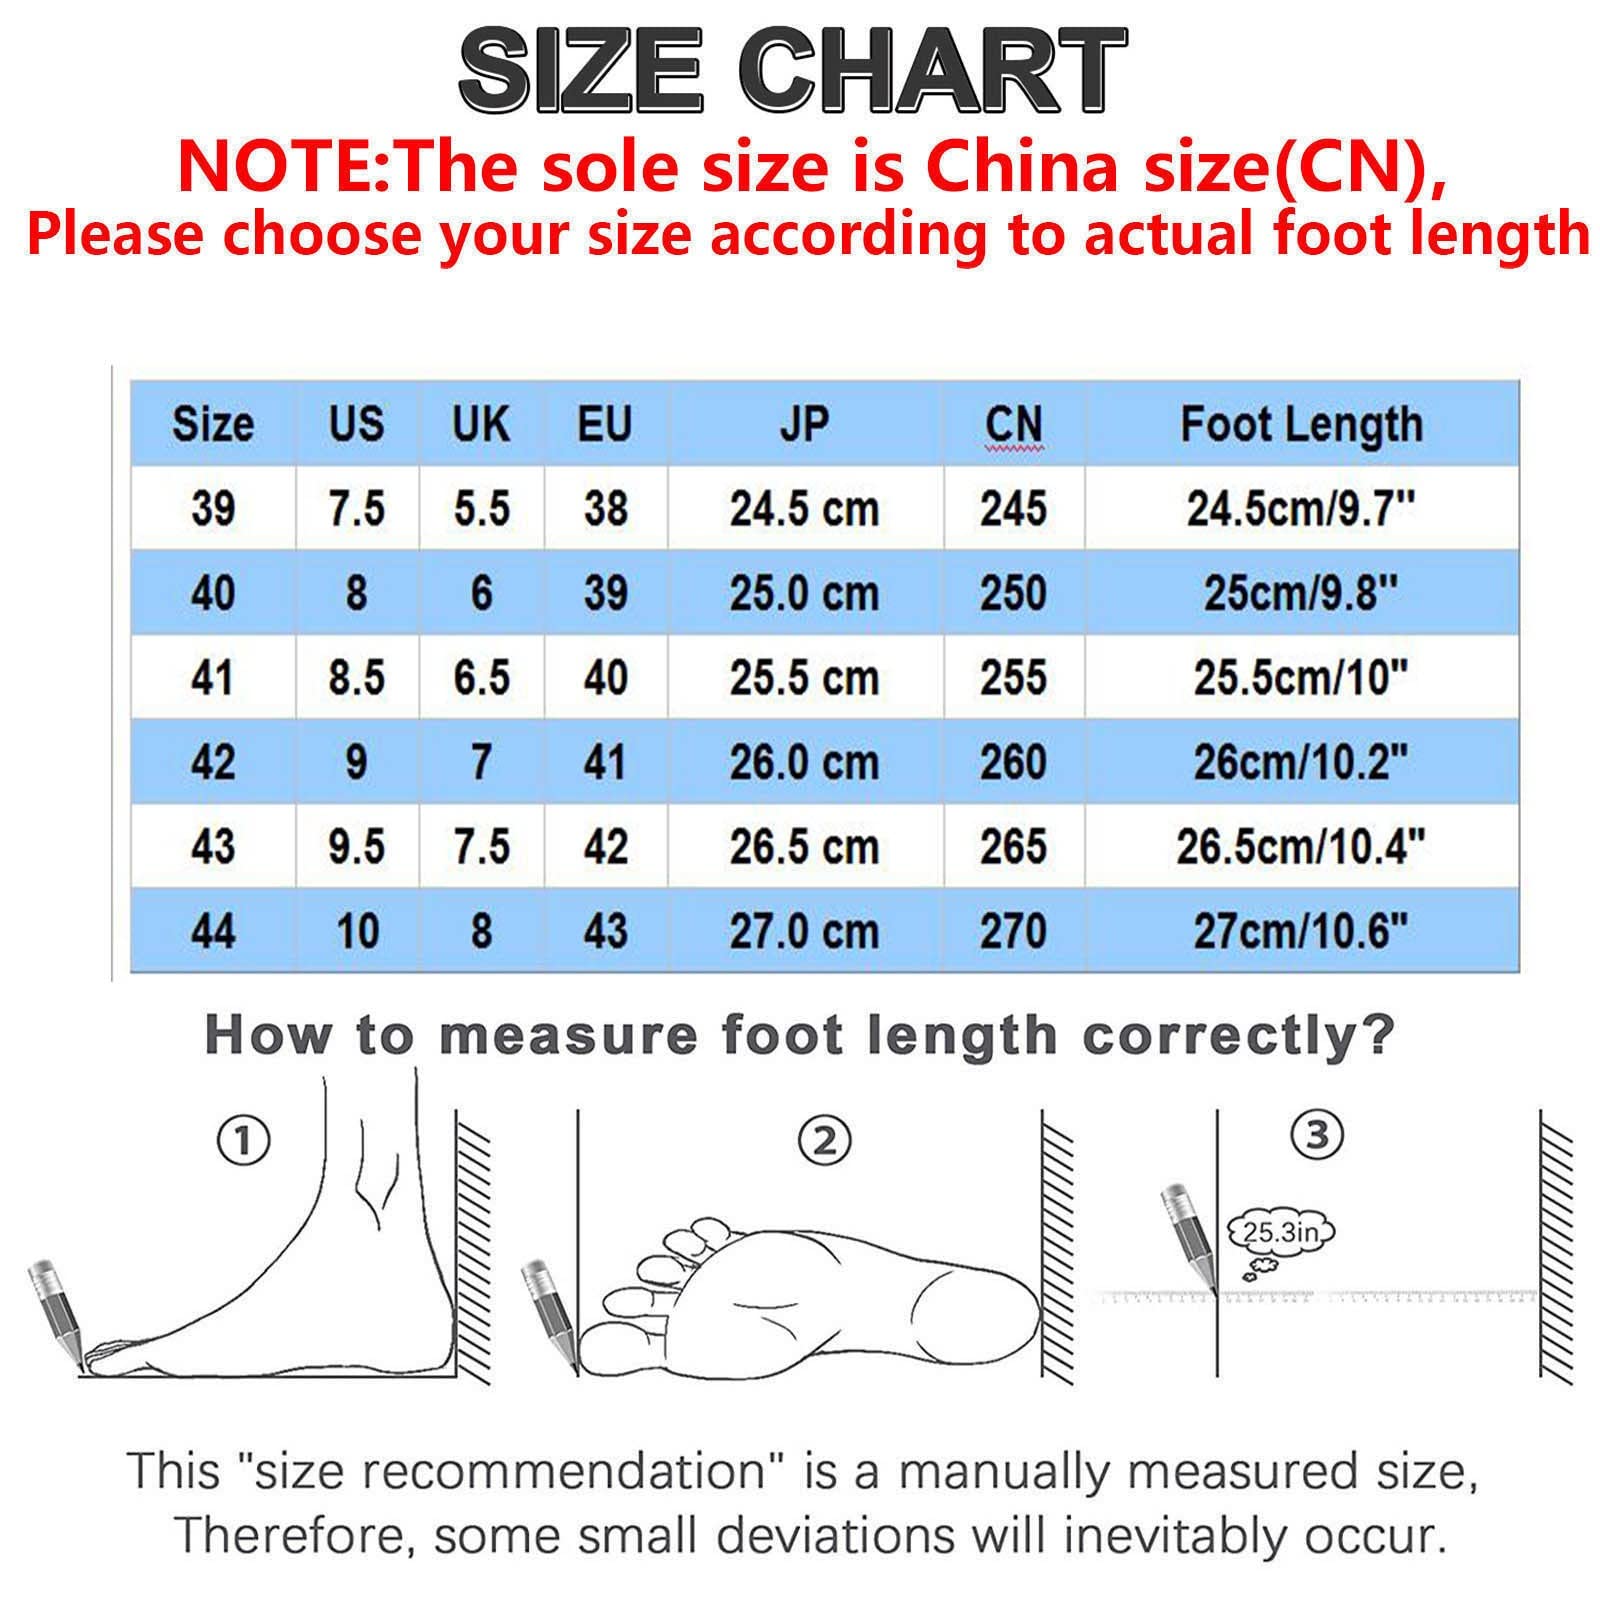 SIZE CHART
NOTE:The sole size is China size(CN),
Please choose your size according to actual foot length
Size US UK EU JP CN Foot Length
39 7.5 5.5 38 24.5 cm 245 24.5cm/9.7''
40 8 6 39 25.0 cm 250 25cm/9.8''
41 8.5 6.5 40 25.5 cm 255 25.5cm/10"
42 9 7 41 26.0 cm 260 26cm/10.2"
43 9.5 7.5 42 26.5 cm 265 26.5cm/10.4"
44 10 8 43 27.0 cm 270 27cm/10.6"
How to measure foot length correctly?
1 2 3
25.3in
This "size recommendation" is a manually measured size,
Therefore, some small deviations will inevitably occur.